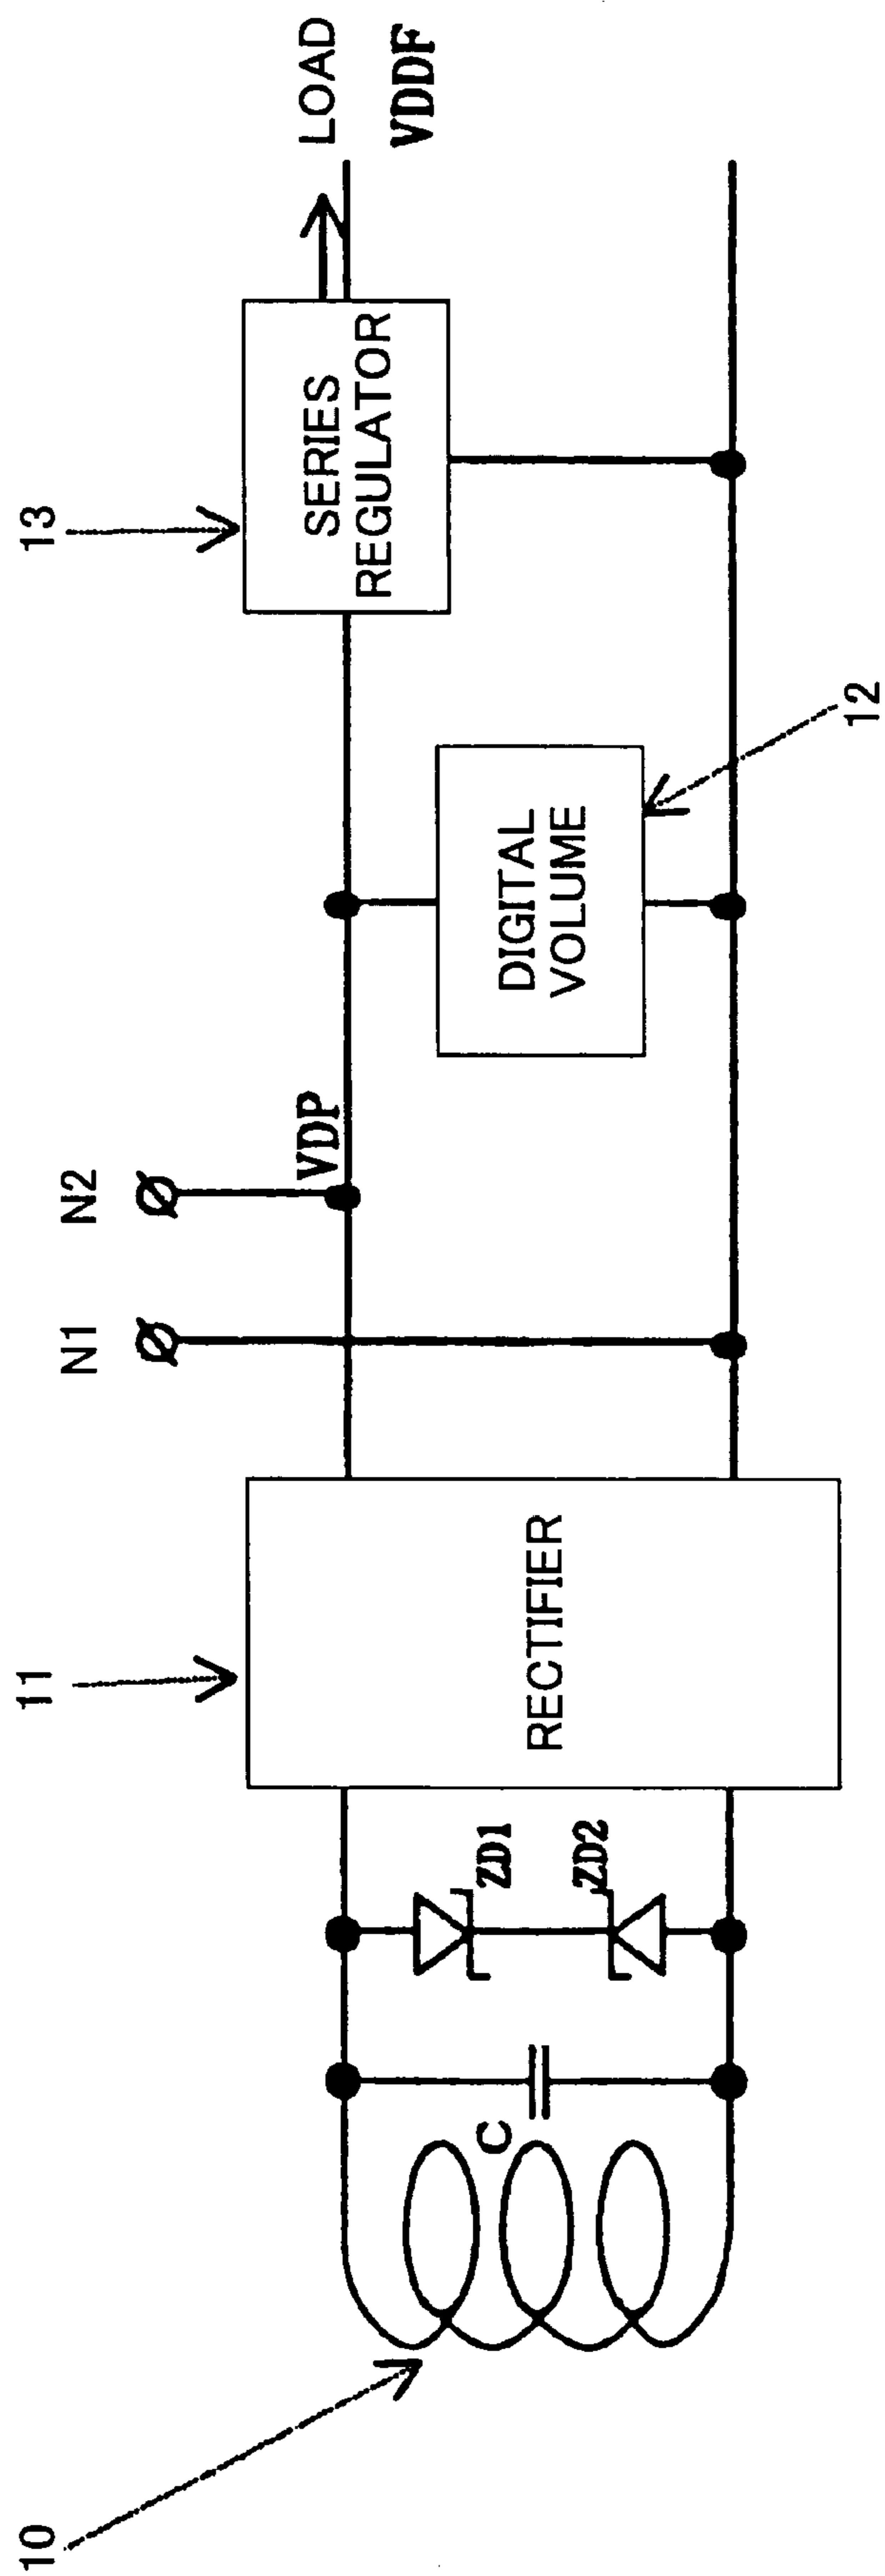 10
11
N1
N2
13
VDP
LOAD
VDDF
SERIES
REGULATOR
C
ZD1
ZD2
RECTIFIER
DIGITAL
VOLUME
12